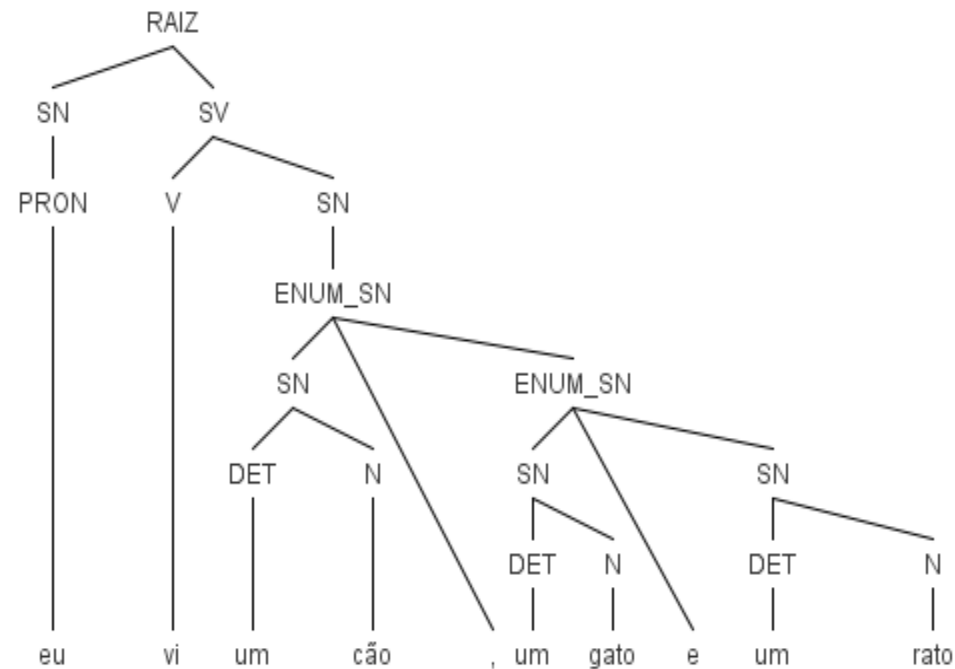 RAIZ
SN SV
PRON V SN
ENUM_SN
SN ENUM_SN
DET N SN SN
DET N DET N
eu vi um cão , um gato e um rato